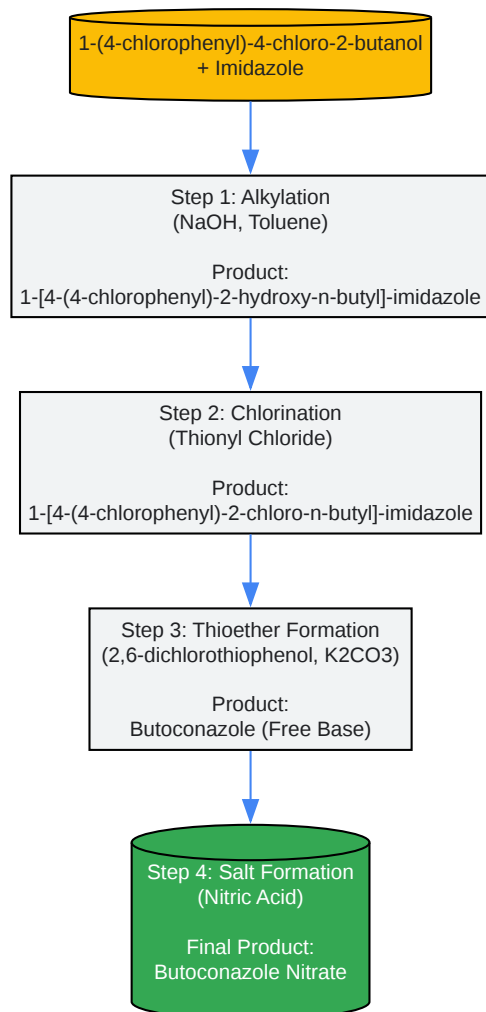 1-(4-chlorophenyl)-4-chloro-2-butanol
+ Imidazole
Step 1: Alkylation
(NaOH, Toluene)
Product:
1-[4-(4-chlorophenyl)-2-hydroxy-n-butyl]-imidazole
Step 2: Chlorination
(Thionyl Chloride)
Product:
1-[4-(4-chlorophenyl)-2-chloro-n-butyl]-imidazole
Step 3: Thioether Formation
(2,6-dichlorothiophenol, K2CO3)
Product:
Butoconazole (Free Base)
Step 4: Salt Formation
(Nitric Acid)
Final Product:
Butoconazole Nitrate